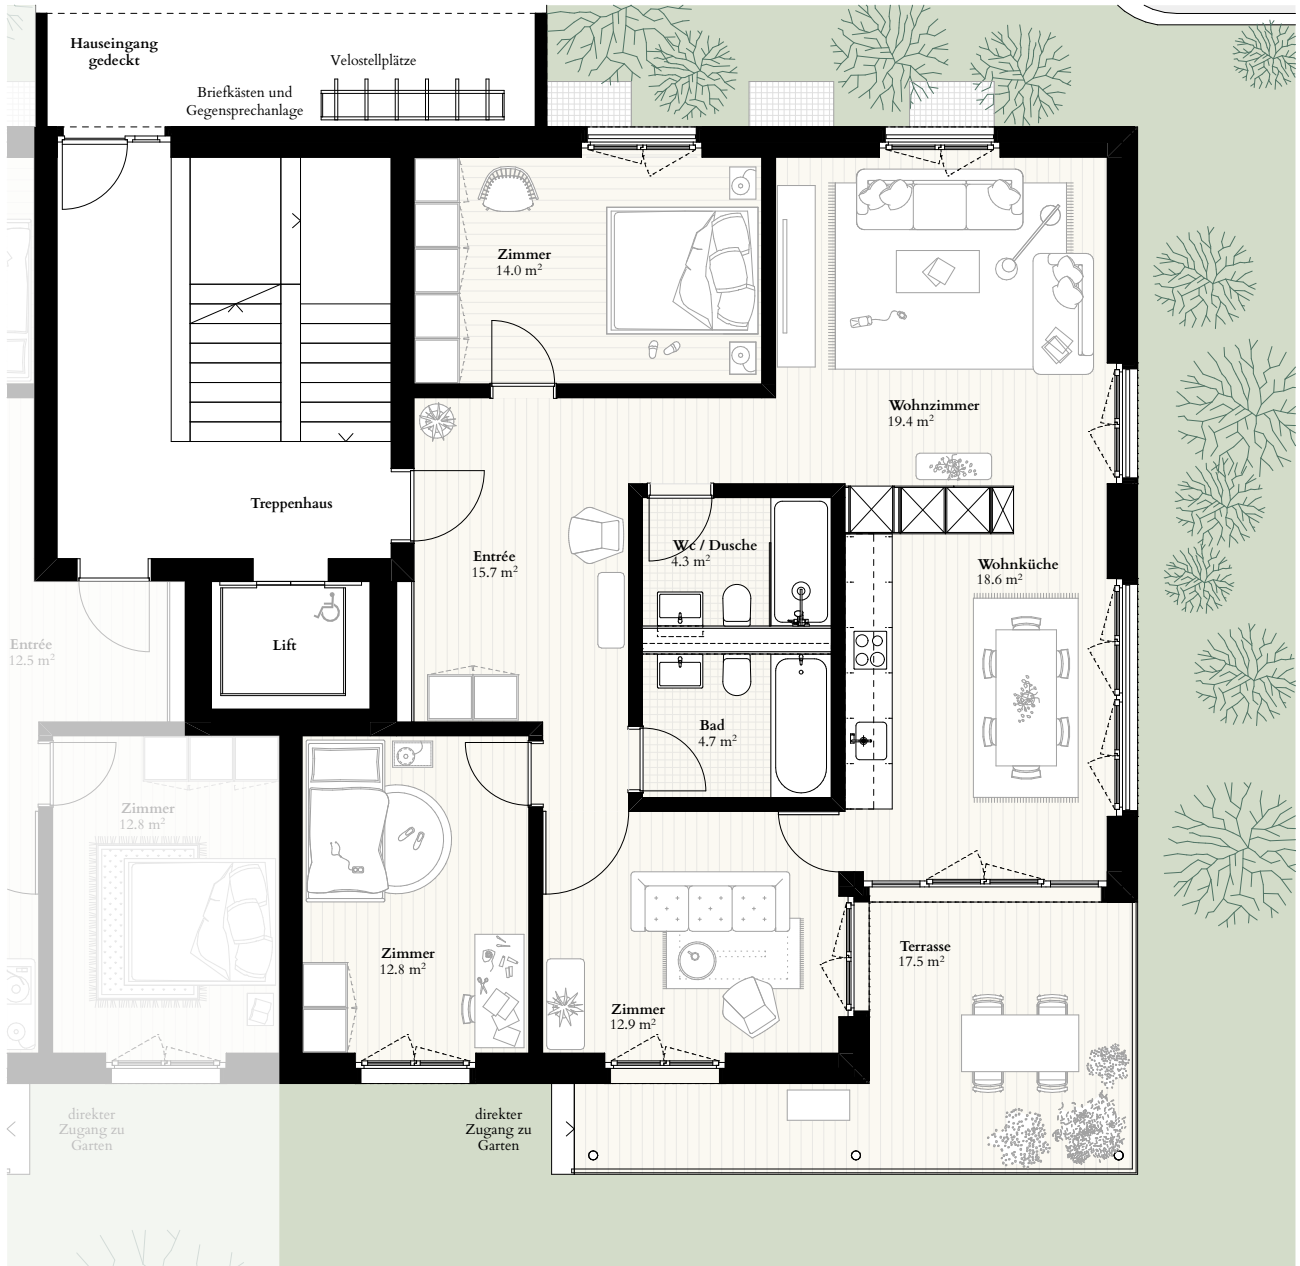 Hauseingang
gedeckt
Velostellplätze
Briefkästen und
Gegensprechanlage
Zimmer
14.0 m²
Wohnzimmer
19.4 m²
Treppenhaus
Entrée
15.7 m²
Wc / Dusche
4.3 m²
Wohnküche
18.6 m²
Entrée
12.5 m²
Lift
Bad
4.7 m²
Zimmer
12.8 m²
Zimmer
12.8 m²
Terrasse
17.5 m²
Zimmer
12.9 m²
direkter
Zugang zu
Garten
direkter
Zugang zu
Garten